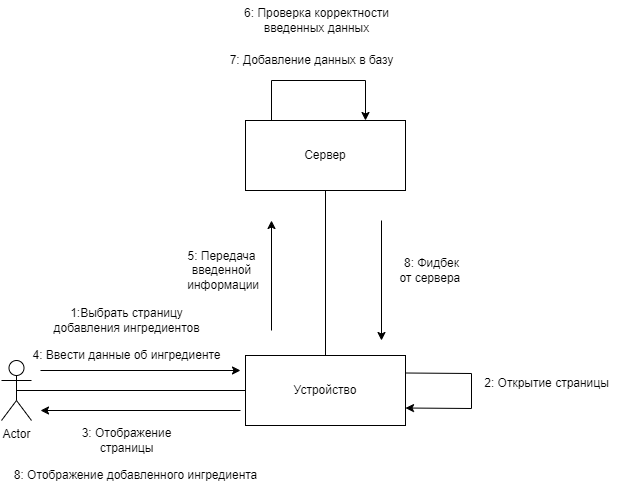 6: Проверка корректности
введенных данных
7: Добавление данных в базу
Сервер
5: Передача
введенной
информации
8: Фидбек
от сервера
1:Выбрать страницу
добавления ингредиентов
4: Ввести данные об ингредиенте
Устройство
2: Открытие страницы
Actor
3: Отображение
страницы
8: Отображение добавленного ингредиента